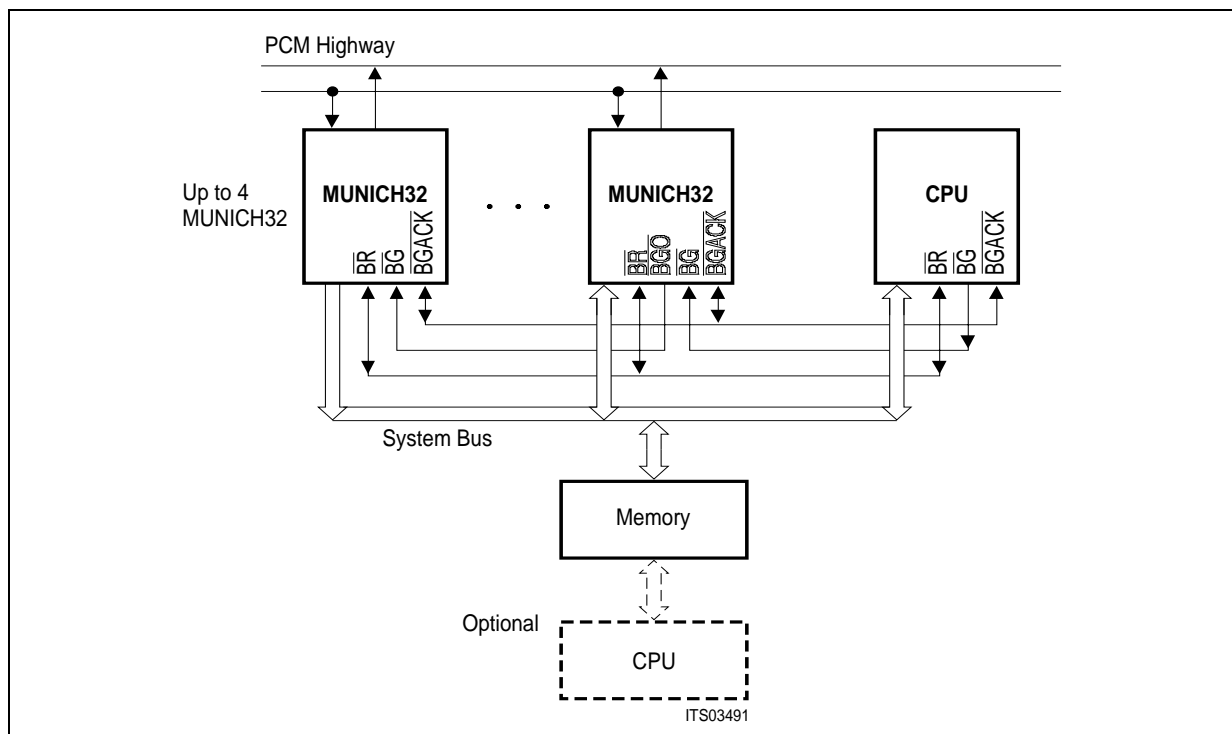 PCM Highway
Up to 4
MUNICH32
MUNICH32
BR
BG
BGACK
. . .
MUNICH32
BR
BGO
BG
BGACK
CPU
BR
BG
BGACK
System Bus
Memory
Optional
CPU
ITS03491